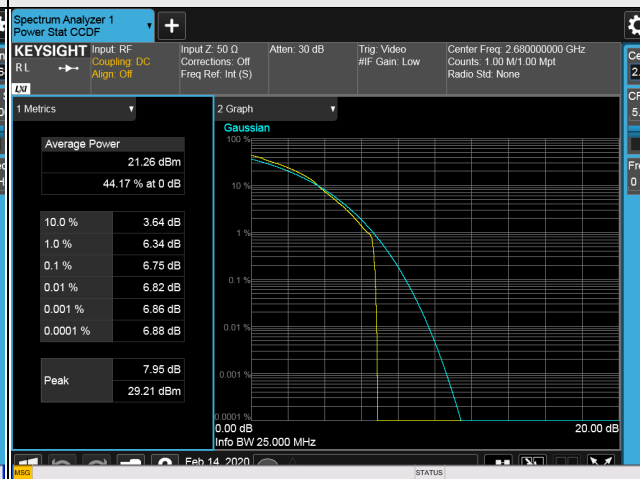 Spectrum Analyzer 1
Power Stat CCDF
KEYSIGHT
R L
LXI
Input: RF
Coupling: DC
Align: Off
Input Z: 50 Ω
Corrections: Off
Freq Ref: Int (S)
Atten: 30 dB
Trig: Video
#IF Gain: Low
Center Freq: 2.680000000 GHz
Counts: 1.00 M/1.00 Mpt
Radio Std: None
1 Metrics
Average Power
21.26 dBm
44.17 % at 0 dB
10.0 % 3.64 dB
1.0 % 6.34 dB
0.1 % 6.75 dB
0.01 % 6.82 dB
0.001 % 6.86 dB
0.0001 % 6.88 dB
Peak
7.95 dB
29.21 dBm
2 Graph
Gaussian
100 %
10 %
1 %
0.1 %
0.01 %
0.001 %
0.0001 %
0.00 dB 20.00 dB
Info BW 25.000 MHz
Feb 14, 2020
MSG STATUS